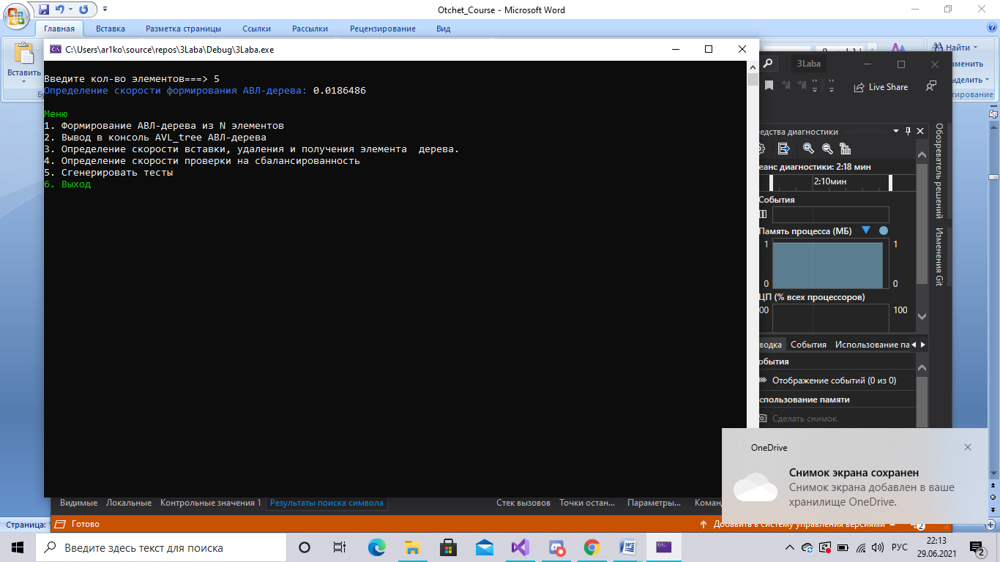 Otchet_Course - Microsoft Word
Главная Вставка Разметка страницы Ссылки Рассылки Рецензирование Вид
Вставить
Найти
аменить
ыделить
тирование
C:\Users\ar1ko\source\repos\3Laba\Debug\3Laba.exe
Введите кол-во элементов===> 5
Определение скорости формирования АВЛ-дерева: 0.0186486
Меню
1. Формирование АВЛ-дерева из N элементов
2. Вывод в консоль AVL_tree АВЛ-дерева
3. Определение скорости вставки, удаления и получения элемента  дерева.
4. Определение скорости проверки на сбалансированность
5. Сгенерировать тесты
6. Выход
3Laba
Live Share
едства диагностики
еанс диагностики: 2:18 мин
2:10мин
События
Память процесса (МБ)
1 1
0 0
ЦП (% всех процессоров)
00 100
водка События Использование па
обытия
Отображение событий (0 из 0)
спользование памяти
Сделать снимок
Обозреватель решений
Изменения Git
OneDrive
Снимок экрана сохранен
Снимок экрана добавлен в ваше
хранилище OneDrive.
Видимые Локальные Контрольные значения 1 Результаты поиска символа Стек вызовов Точки остан... Параметры... Коман
Страница:
Готово
Добавить в систему управления версиями
2
Введите здесь текст для поиска
РУС
22:13
29.06.2021
2